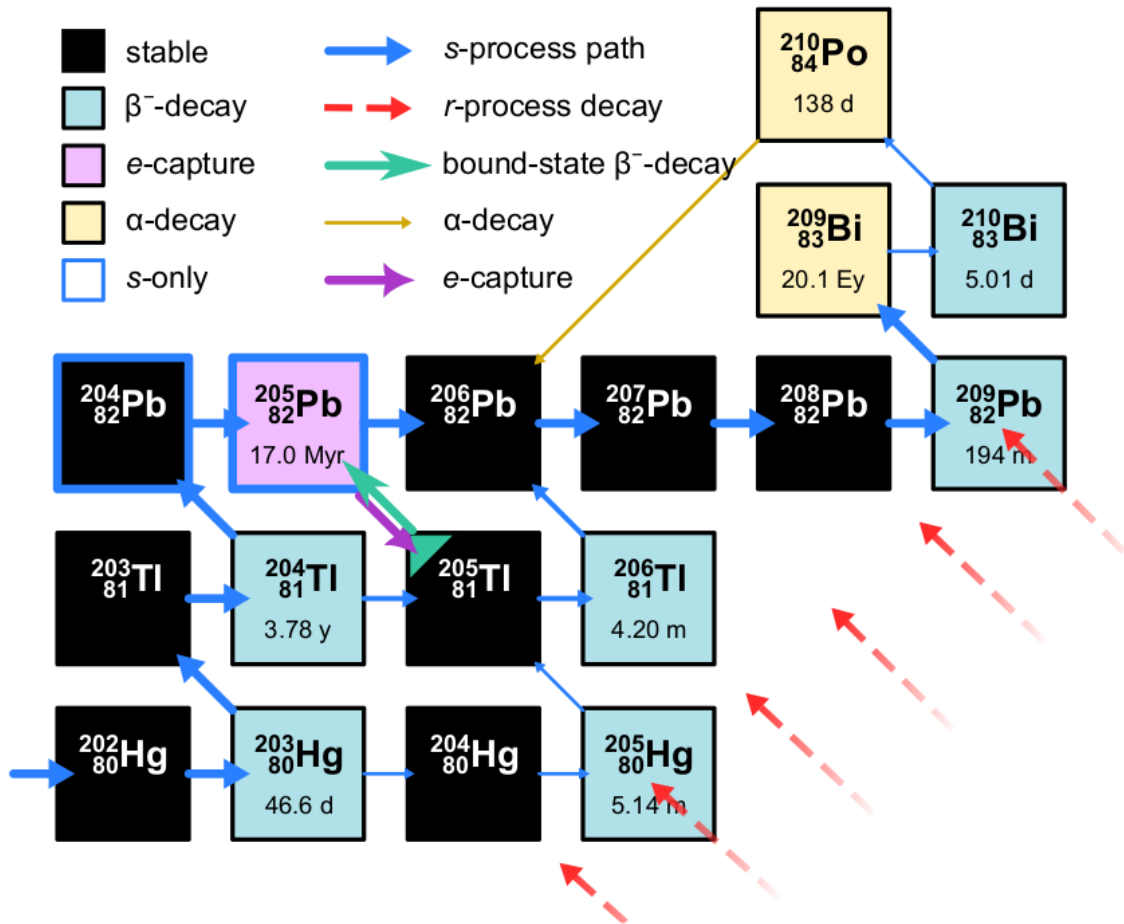 stable
β⁻-decay
e-capture
α-decay
s-only
s-process path
r-process decay
bound-state β⁻-decay
α-decay
e-capture
²¹⁰₈₄Po
138 d
²⁰⁹₈₃Bi
20.1 Ey
²¹⁰₈₃Bi
5.01 d
²⁰⁴₈₂Pb
²⁰⁵₈₂Pb
17.0 Myr
²⁰⁶₈₂Pb
²⁰⁷₈₂Pb
²⁰⁸₈₂Pb
²⁰⁹₈₂Pb
194 m
²⁰³₈₁Tl
²⁰⁴₈₁Tl
3.78 y
²⁰⁵₈₁Tl
²⁰⁶₈₁Tl
4.20 m
²⁰²₈₀Hg
²⁰³₈₀Hg
46.6 d
²⁰⁴₈₀Hg
²⁰⁵₈₀Hg
5.14 m